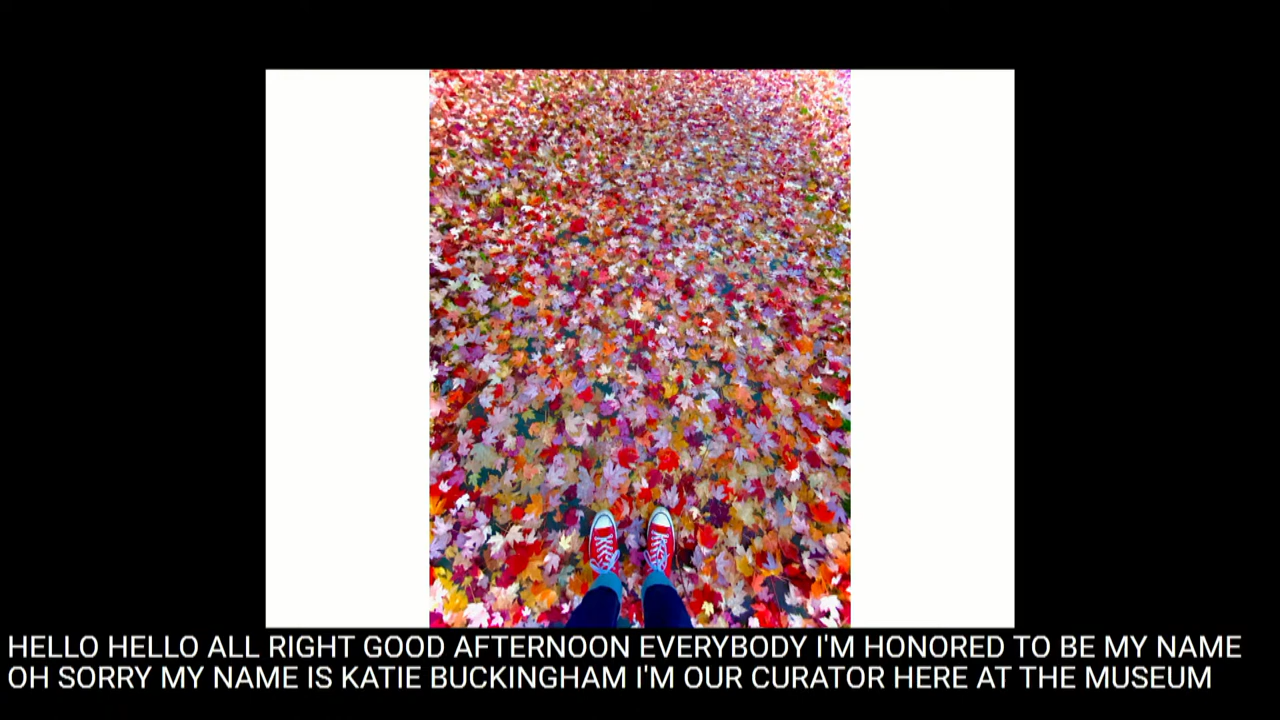 HELLO HELLO ALL RIGHT GOOD AFTERNOON EVERYBODY I'M HONORED TO BE MY NAME
OH SORRY MY NAME IS KATIE BUCKINGHAM I'M OUR CURATOR HERE AT THE MUSEUM